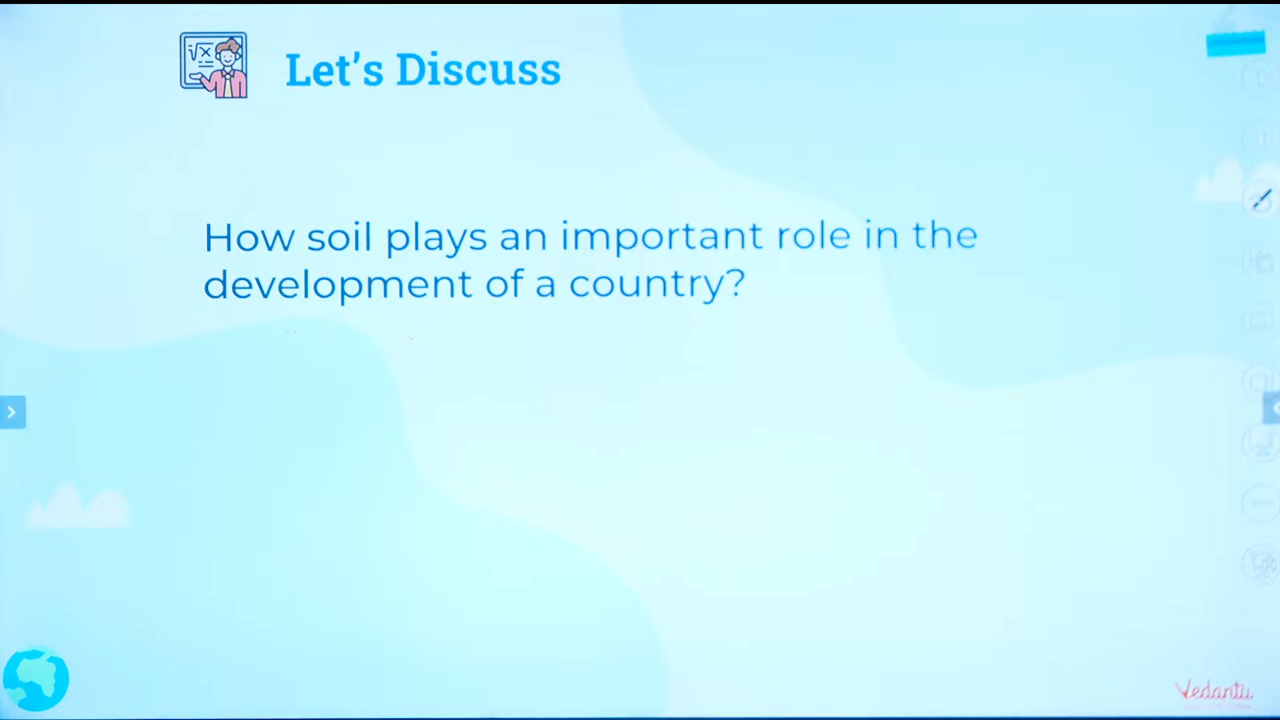 √x
Let's Discuss
How soil plays an important role in the
development of a country?
Vedantu